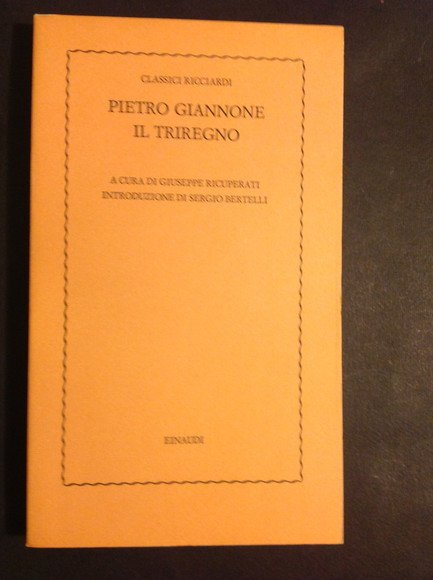 CLASSICI RICCIARDI
PIETRO GIANNONE
IL TRIREGNO
A CURA DI GIUSEPPE RICUPERATI
INTRODUZIONE DI SERGIO BERTELLI
EINAUDI